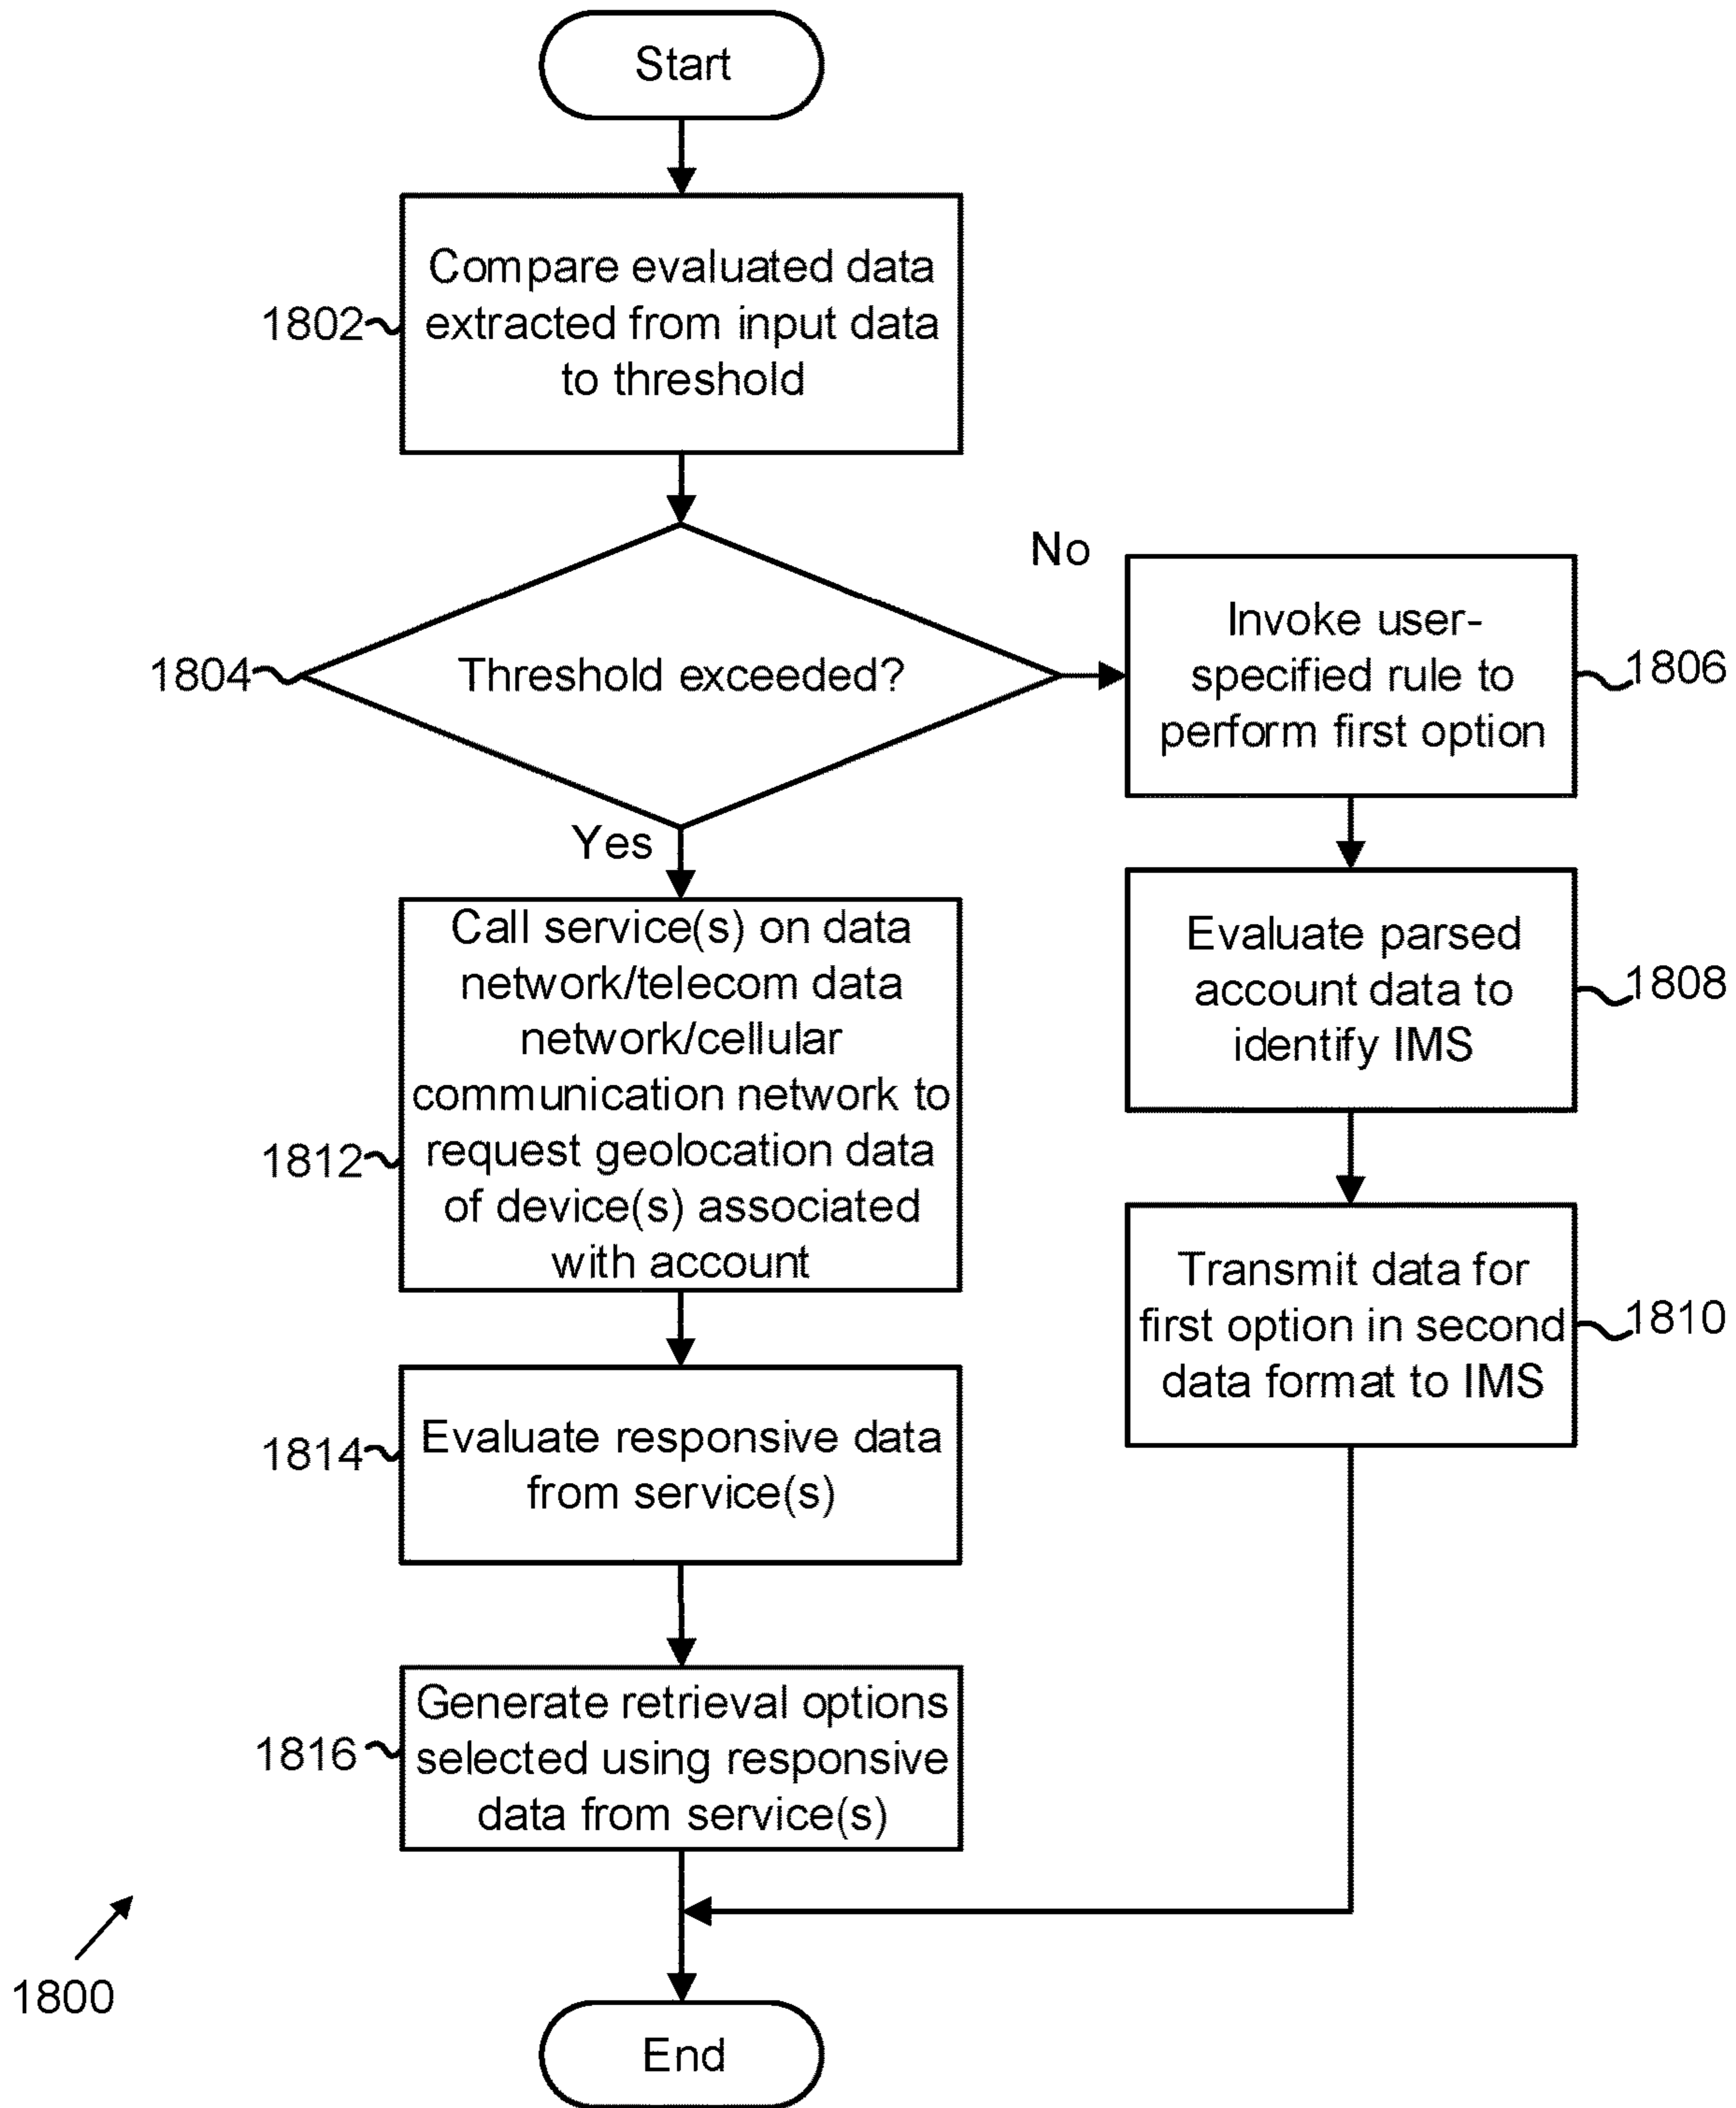 Start
Compare evaluated data
extracted from input data
to threshold
1802
No
Threshold exceeded?
1804
Yes
Invoke user-
specified rule to
perform first option
1806
Evaluate parsed
account data to
identify IMS
1808
Transmit data for
first option in second
data format to IMS
1810
Call service(s) on data
network/telecom data
network/cellular
communication network to
request geolocation data
of device(s) associated
with account
1812
Evaluate responsive data
from service(s)
1814
Generate retrieval options
selected using responsive
data from service(s)
1816
1800
End